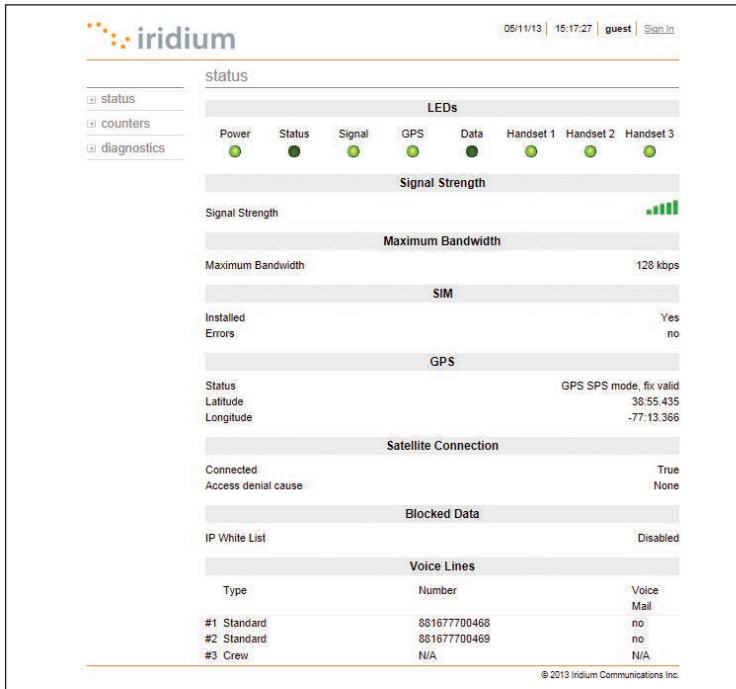 iridium
05/11/13 | 15:17:27 | guest | Sign In
status
status
counters
diagnostics
LEDs
Power Status Signal GPS Data Handset 1 Handset 2 Handset 3
Signal Strength
Signal Strength
Maximum Bandwidth
Maximum Bandwidth 128 kbps
SIM
Installed Yes
Errors no
GPS
Status GPS SPS mode, fix valid
Latitude 38:55.435
Longitude -77:13.366
Satellite Connection
Connected True
Access denial cause None
Blocked Data
IP White List Disabled
Voice Lines
Type Number Voice
Mail
#1 Standard 881677700468 no
#2 Standard 881677700469 no
#3 Crew N/A N/A
© 2013 Iridium Communications Inc.